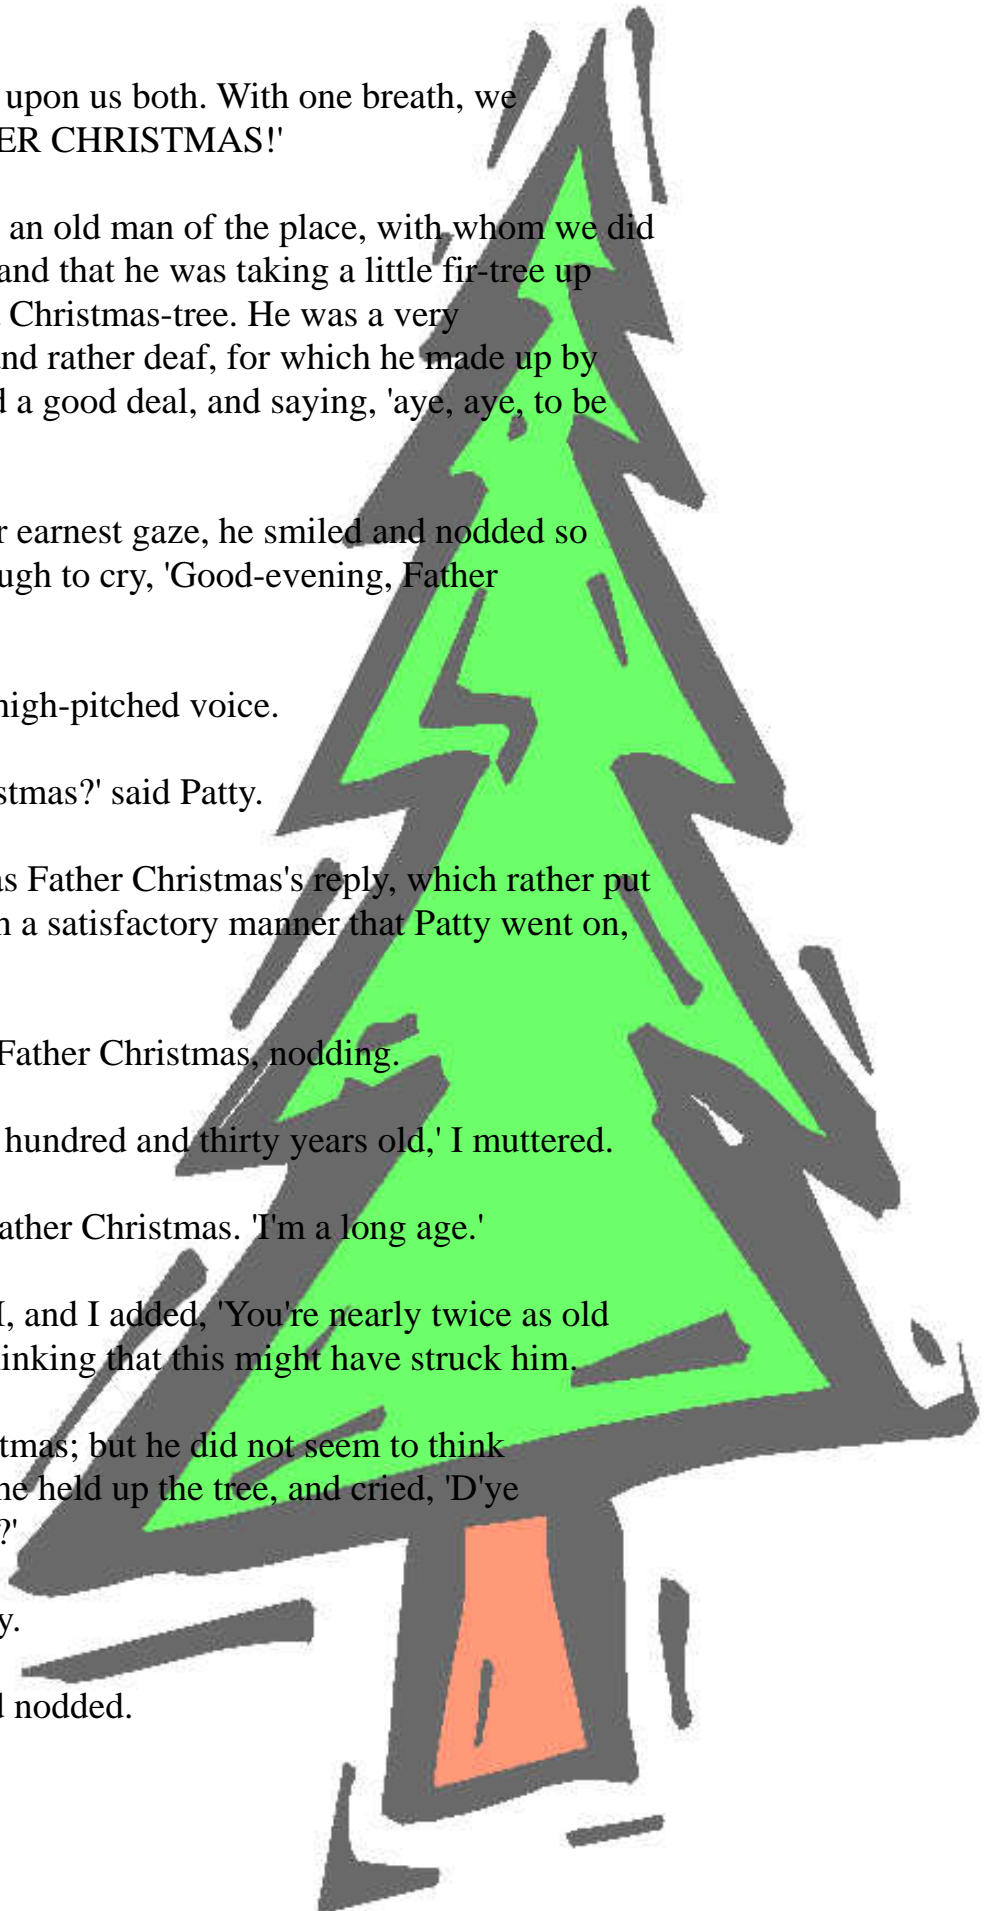 upon us both. With one breath, we
ER CHRISTMAS!'
an old man of the place, with whom we did
and that he was taking a little fir-tree up
Christmas-tree. He was a very
and rather deaf, for which he made up by
d a good deal, and saying, 'aye, aye, to be
r earnest gaze, he smiled and nodded so
ugh to cry, 'Good-evening, Father
high-pitched voice.
stmas?' said Patty.
as Father Christmas's reply, which rather put
n a satisfactory manner that Patty went on,
Father Christmas, nodding.
hundred and thirty years old,' I muttered.
ather Christmas. 'I'm a long age.'
I, and I added, 'You're nearly twice as old
inking that this might have struck him.
tmas; but he did not seem to think
he held up the tree, and cried, 'D'ye
?'
y.
d nodded.